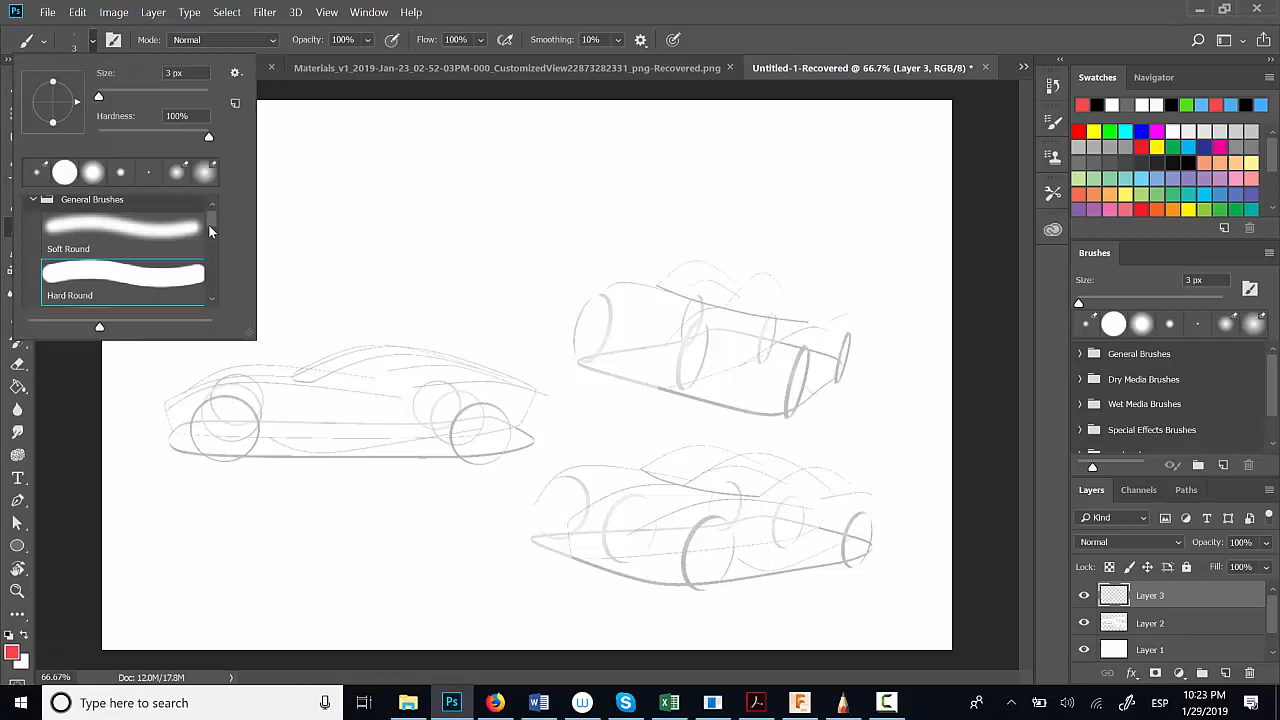 Ps File Edit Image Layer Type Select Filter 3D View Window Help
3 Mode: Normal Opacity: 100% Flow: 100% Smoothing: 10%
Materials_v1_2019-Jan-23_02-52-03PM-000_CustomizedView22873282331_png-Recovered.png Untitled-1-Recovered @ 66.7% (Layer 3, RGB/8) *
Size: 3 px
Hardness: 100%
General Brushes
Soft Round
Hard Round
Swatches Navigator
Brushes
Size: 3 px
General Brushes
Dry Media Brushes
Wet Media Brushes
Special Effects Brushes
Layers Channels Paths
Kind
Normal Opacity: 100%
Lock: Fill: 100%
Layer 3
Layer 2
Layer 1
66.67% Doc: 12.0M/17.8M
Type here to search
Ps
ESP
10:23 PM
1/29/2019